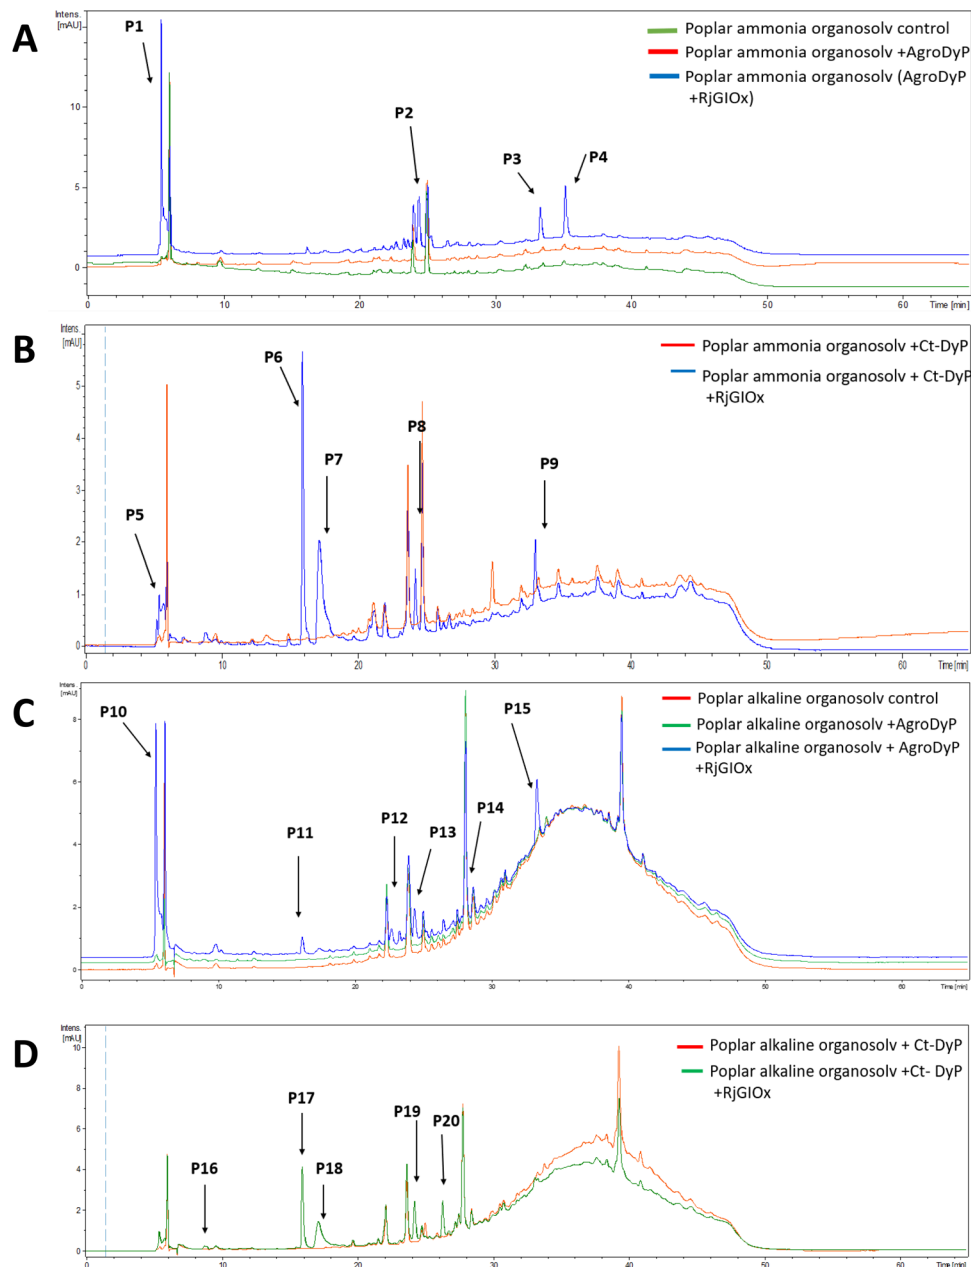 A
Intens.
[mAU]
P1
P2
P3
P4
Poplar ammonia organosolv control
Poplar ammonia organosolv +AgroDyP
Poplar ammonia organosolv (AgroDyP
+RjGlOx)
10
5
0
0
10
20
30
40
50
60
Time [min]
B
Intens.
[mAU]
P5
P6
P7
P8
P9
Poplar ammonia organosolv +Ct-DyP
Poplar ammonia organosolv + Ct-DyP
+RjGlOx
5
4
3
2
1
0
0
10
20
30
40
50
60
Time [min]
C
Intens.
[mAU]
P10
P11
P12
P13
P14
P15
Poplar alkaline organosolv control
Poplar alkaline organosolv +AgroDyP
Poplar alkaline organosolv + AgroDyP
+RjGlOx
8
6
4
2
0
0
10
20
30
40
50
60
Time [min]
D
Intens.
[mAU]
P16
P17
P18
P19
P20
Poplar alkaline organosolv + Ct-DyP
Poplar alkaline organosolv +Ct- DyP
+RjGlOx
10
8
6
4
2
0
0
10
20
30
40
50
60
Time [min]